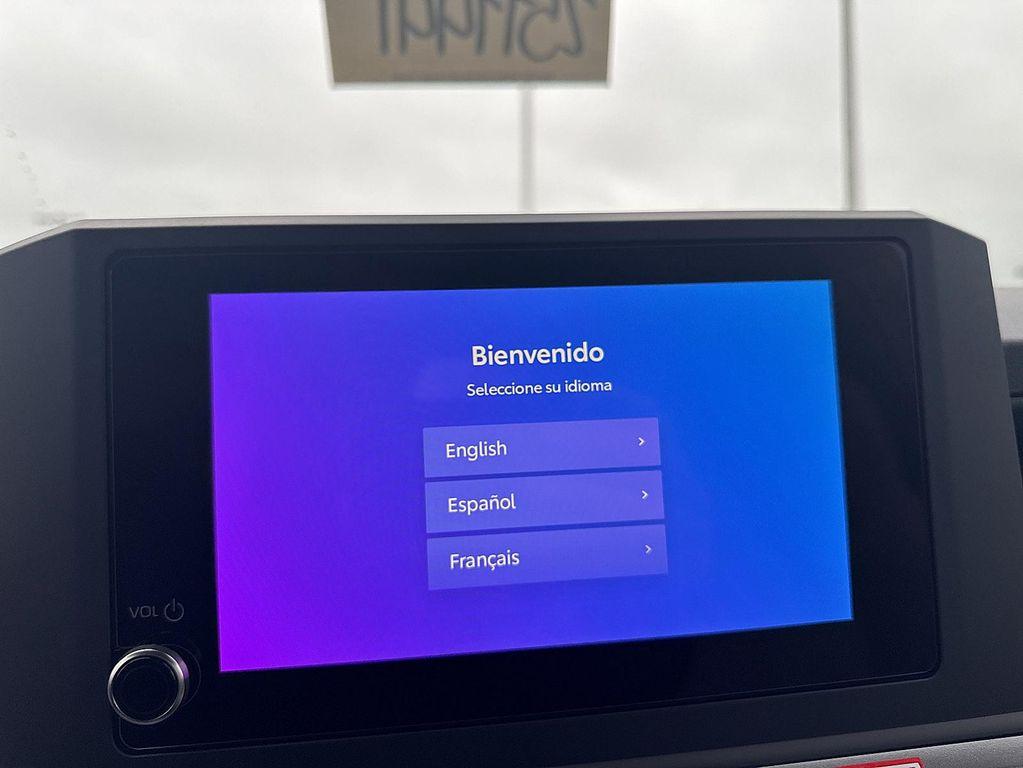 Bienvenido
Seleccione su idioma
English
Español
Français
VOL